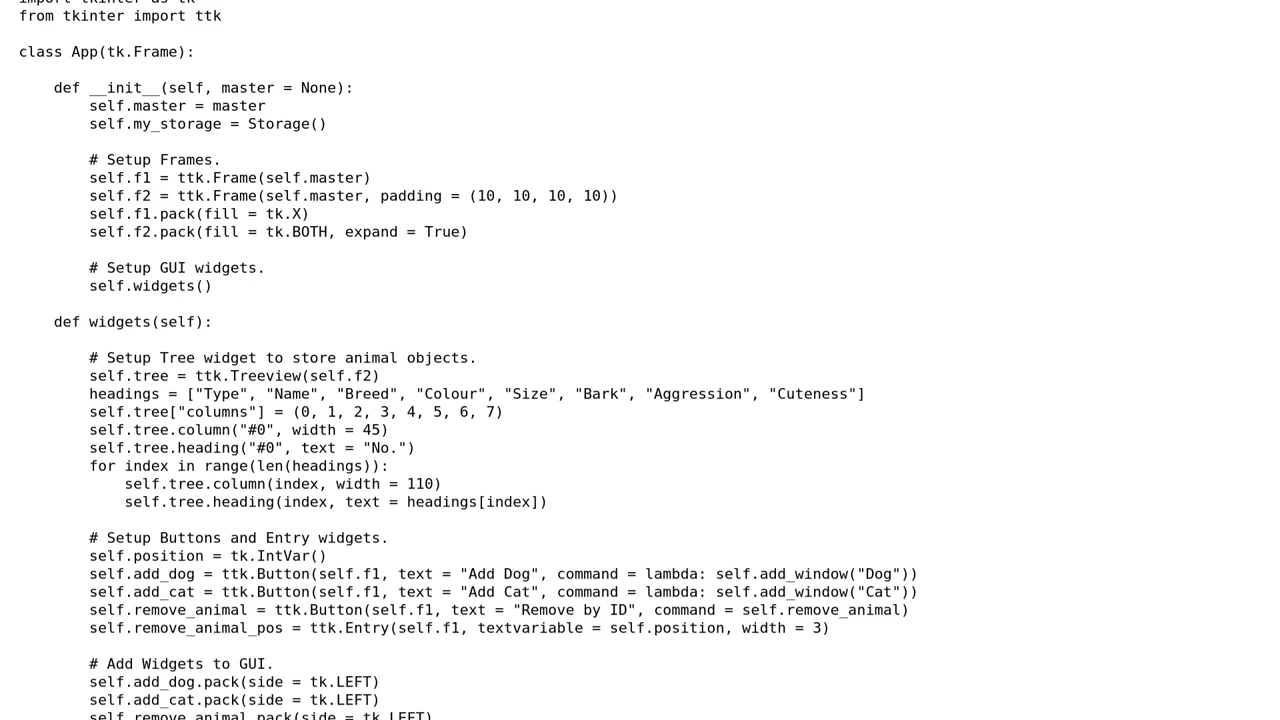 import tkinter as tk
from tkinter import ttk

class App(tk.Frame):

    def __init__(self, master = None):
        self.master = master
        self.my_storage = Storage()

        # Setup Frames.
        self.f1 = ttk.Frame(self.master)
        self.f2 = ttk.Frame(self.master, padding = (10, 10, 10, 10))
        self.f1.pack(fill = tk.X)
        self.f2.pack(fill = tk.BOTH, expand = True)

        # Setup GUI widgets.
        self.widgets()

    def widgets(self):

        # Setup Tree widget to store animal objects.
        self.tree = ttk.Treeview(self.f2)
        headings = ["Type", "Name", "Breed", "Colour", "Size", "Bark", "Aggression", "Cuteness"]
        self.tree["columns"] = (0, 1, 2, 3, 4, 5, 6, 7)
        self.tree.column("#0", width = 45)
        self.tree.heading("#0", text = "No.")
        for index in range(len(headings)):
            self.tree.column(index, width = 110)
            self.tree.heading(index, text = headings[index])

        # Setup Buttons and Entry widgets.
        self.position = tk.IntVar()
        self.add_dog = ttk.Button(self.f1, text = "Add Dog", command = lambda: self.add_window("Dog"))
        self.add_cat = ttk.Button(self.f1, text = "Add Cat", command = lambda: self.add_window("Cat"))
        self.remove_animal = ttk.Button(self.f1, text = "Remove by ID", command = self.remove_animal)
        self.remove_animal_pos = ttk.Entry(self.f1, textvariable = self.position, width = 3)

        # Add Widgets to GUI.
        self.add_dog.pack(side = tk.LEFT)
        self.add_cat.pack(side = tk.LEFT)
        self.remove_animal.pack(side = tk.LEFT)